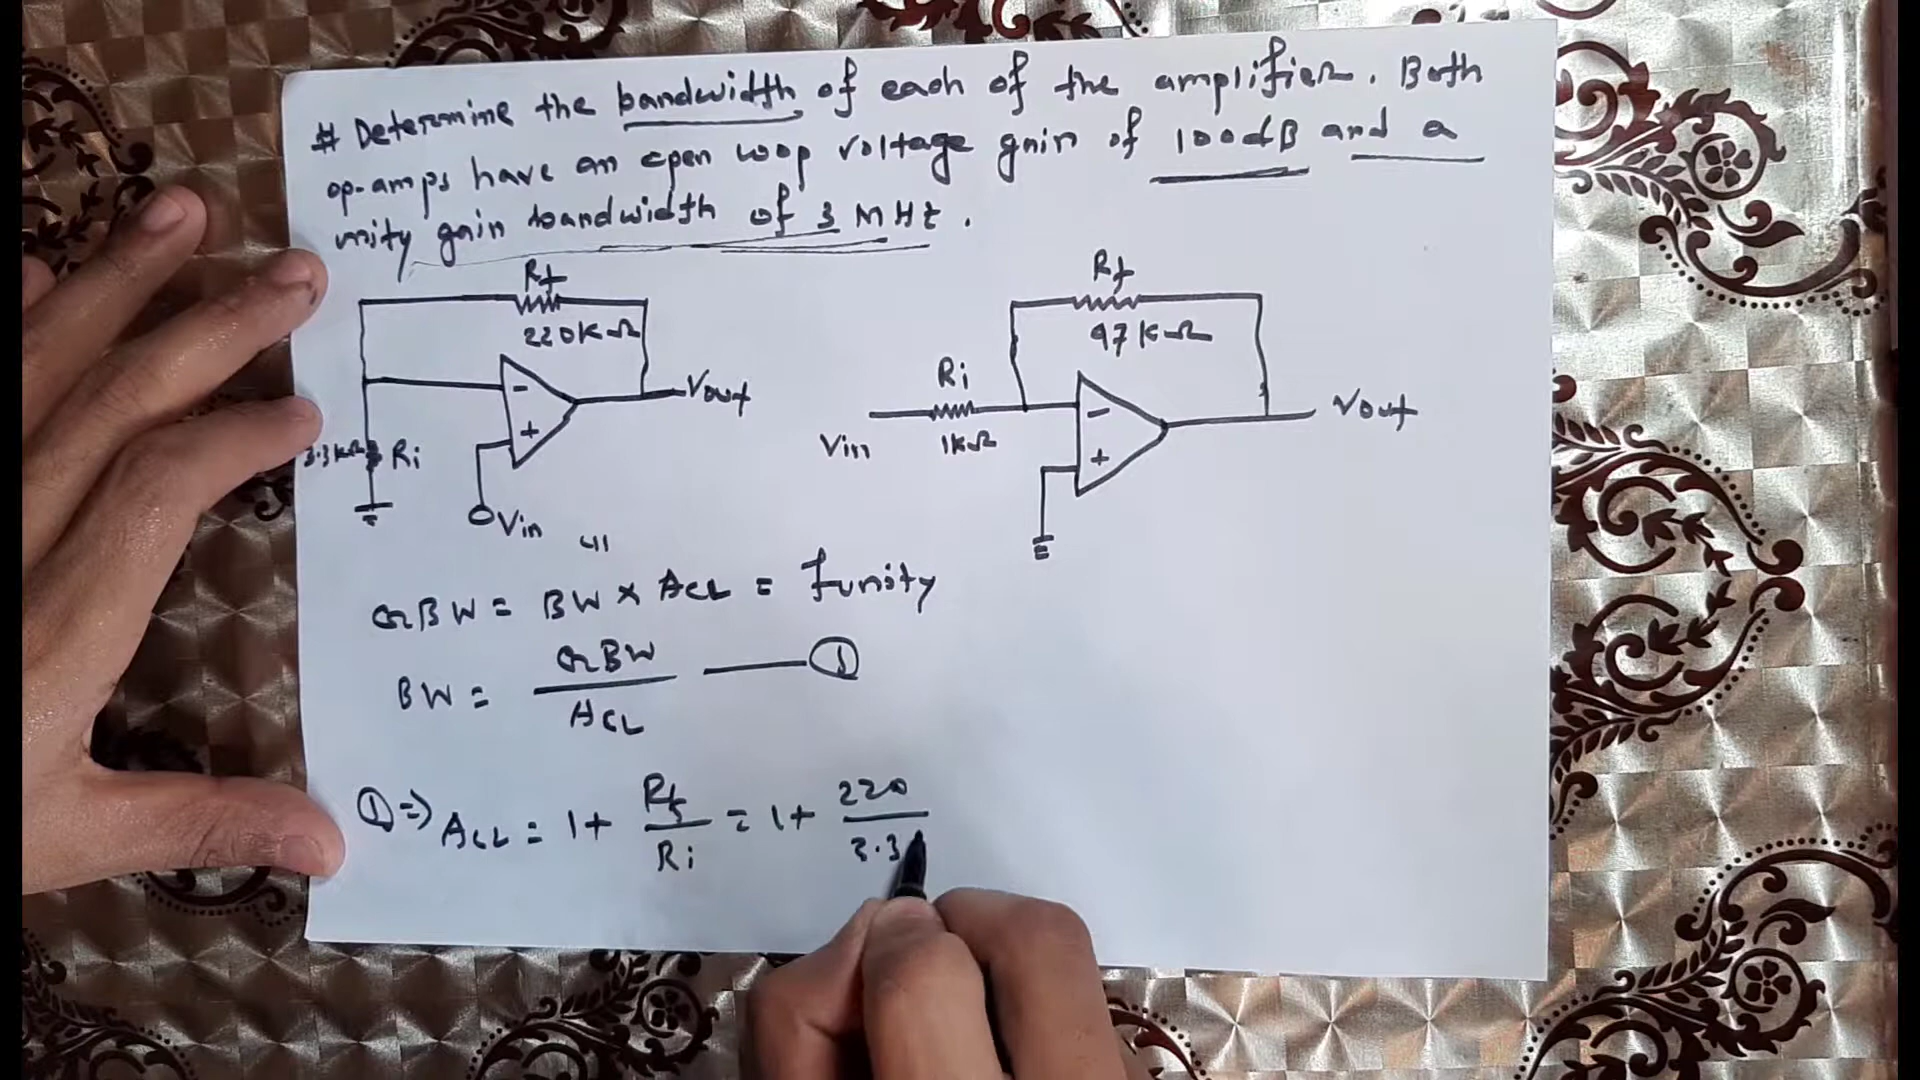 # Determine the bandwidth of each of the amplifier. Both
op-amps have an open loop voltage gain of 100dB and a
unity gain bandwidth of 3 MHz.
Rf
220KΩ
-
+
Vout
3.3KΩ Ri
Vin
Rf
47KΩ
Ri
1KΩ
Vin
-
+
Vout
GBW = BW × ACL = funity
BW = GBW / ACL —— ①
① => ACL = 1 + Rf / Ri = 1 + 220 / 3.3